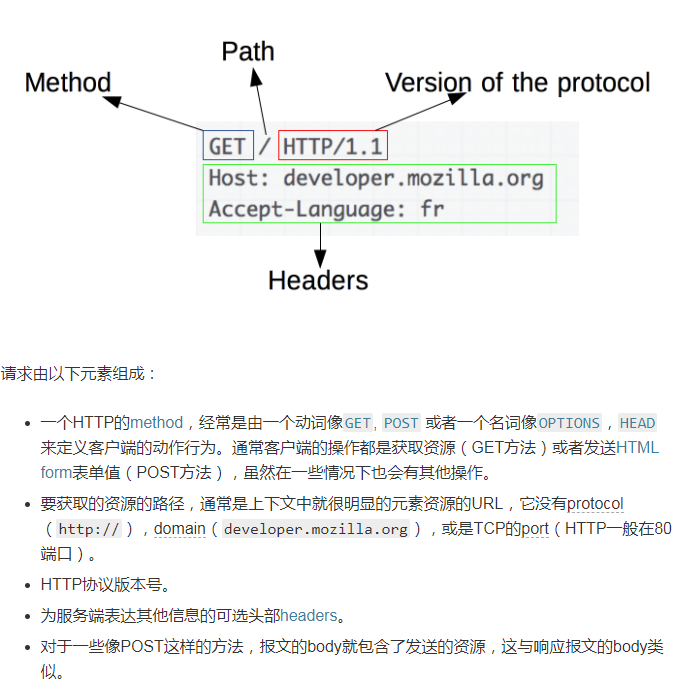 Path
Method
Version of the protocol
GET / HTTP/1.1
Host: developer.mozilla.org
Accept-Language: fr
Headers
请求由以下元素组成：
一个HTTP的method，经常是由一个动词像GET, POST 或者一个名词像OPTIONS，HEAD
来定义客户端的动作行为。通常客户端的操作都是获取资源（GET方法）或者发送HTML
form表单值（POST方法），虽然在一些情况下也会有其他操作。
要获取的资源的路径，通常是上下文中就很明显的元素资源的URL，它没有protocol
（http://），domain（developer.mozilla.org），或是TCP的port（HTTP一般在80
端口）。
HTTP协议版本号。
为服务端表达其他信息的可选头部headers。
对于一些像POST这样的方法，报文的body就包含了发送的资源，这与响应报文的body类
似。